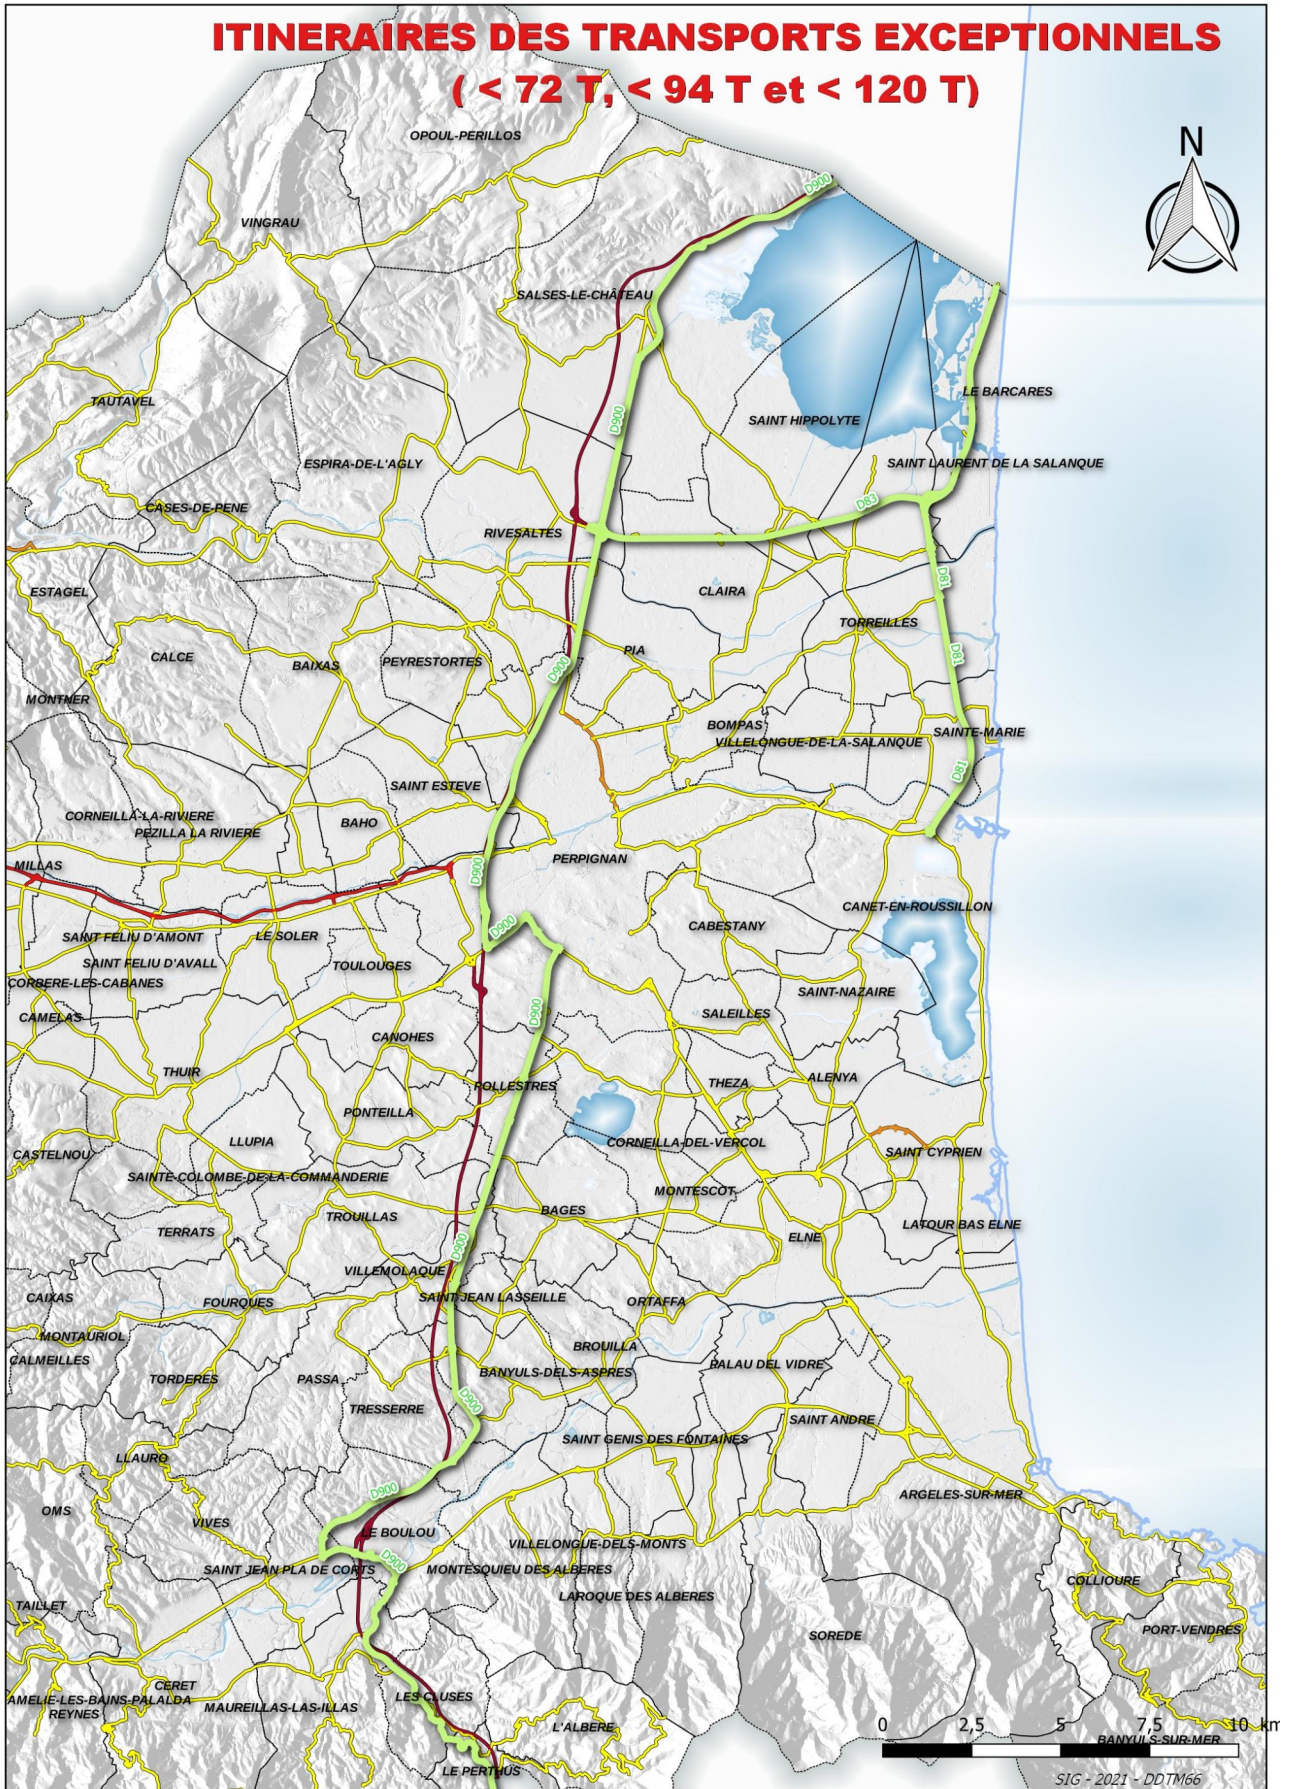 ITINERAIRES DES TRANSPORTS EXCEPTIONNELS
( < 72 T, < 94 T et < 120 T)
N
OPOUL-PERILLOS
D900
VINGRAU
SALSES-LE-CHÂTEAU
LE BARCARES
TAUTAVEL
D900
SAINT HIPPOLYTE
ESPIRA-DE-L'AGLY
SAINT LAURENT DE LA SALANQUE
D83
CASES-DE-PENE
RIVESALTES
D81
ESTAGEL
CLAIRA
TORREILLES
PIA
D81
CALCE
BAIXAS
PEYRESTORTES
D900
MONTNER
BOMPAS
SAINTE-MARIE
VILLELONGUE-DE-LA-SALANQUE
D81
SAINT ESTEVE
CORNEILLA-LA-RIVIERE
BAHO
PEZILLA LA RIVIERE
PERPIGNAN
MILLAS
D900
CANET-EN-ROUSSILLON
D900
CABESTANY
SAINT FELIU D'AMONT
LE SOLER
SAINT FELIU D'AVALL
TOULOUGES
CORBERE-LES-CABANES
SAINT-NAZAIRE
D900
SALEILLES
CAMELAS
CANOHES
THUIR
ALENYA
POLLESTRES
THEZA
PONTEILLA
LLUPIA
CORNEILLA-DEL-VERCOL
CASTELNOU
SAINT CYPRIEN
SAINTE-COLOMBE-DE-LA-COMMANDERIE
MONTESCOT
BAGES
TROUILLAS
LATOUR BAS ELNE
TERRATS
ELNE
D900
VILLEMOLAQUE
CAIXAS
SAINT JEAN LASSEILLE
FOURQUES
ORTAFFA
MONTAURIOL
BROUILLA
CALMEILLES
PALAU DEL VIDRE
BANYULS-DELS-ASPRES
TORDERES
PASSA
D900
TRESSERRE
SAINT ANDRE
SAINT GENIS DES FONTAINES
LLAURO
D900
ARGELES-SUR-MER
OMS
VIVES
LE BOULOU
VILLELONGUE-DELS-MONTS
D900
SAINT JEAN PLA DE CORTS
MONTESQUIEU DES ALBERES
COLLIOURE
LAROQUE DES ALBERES
TAILLET
PORT-VENDRES
SOREDE
CERET
LES CLUSES
AMELIE-LES-BAINS-PALALDA
MAUREILLAS-LAS-ILLAS
REYNES
L'ALBERE
0 2,5 5 7,5 10 km
BANYULS-SUR-MER
LE PERTHUS
SIG - 2021 - DDTM66